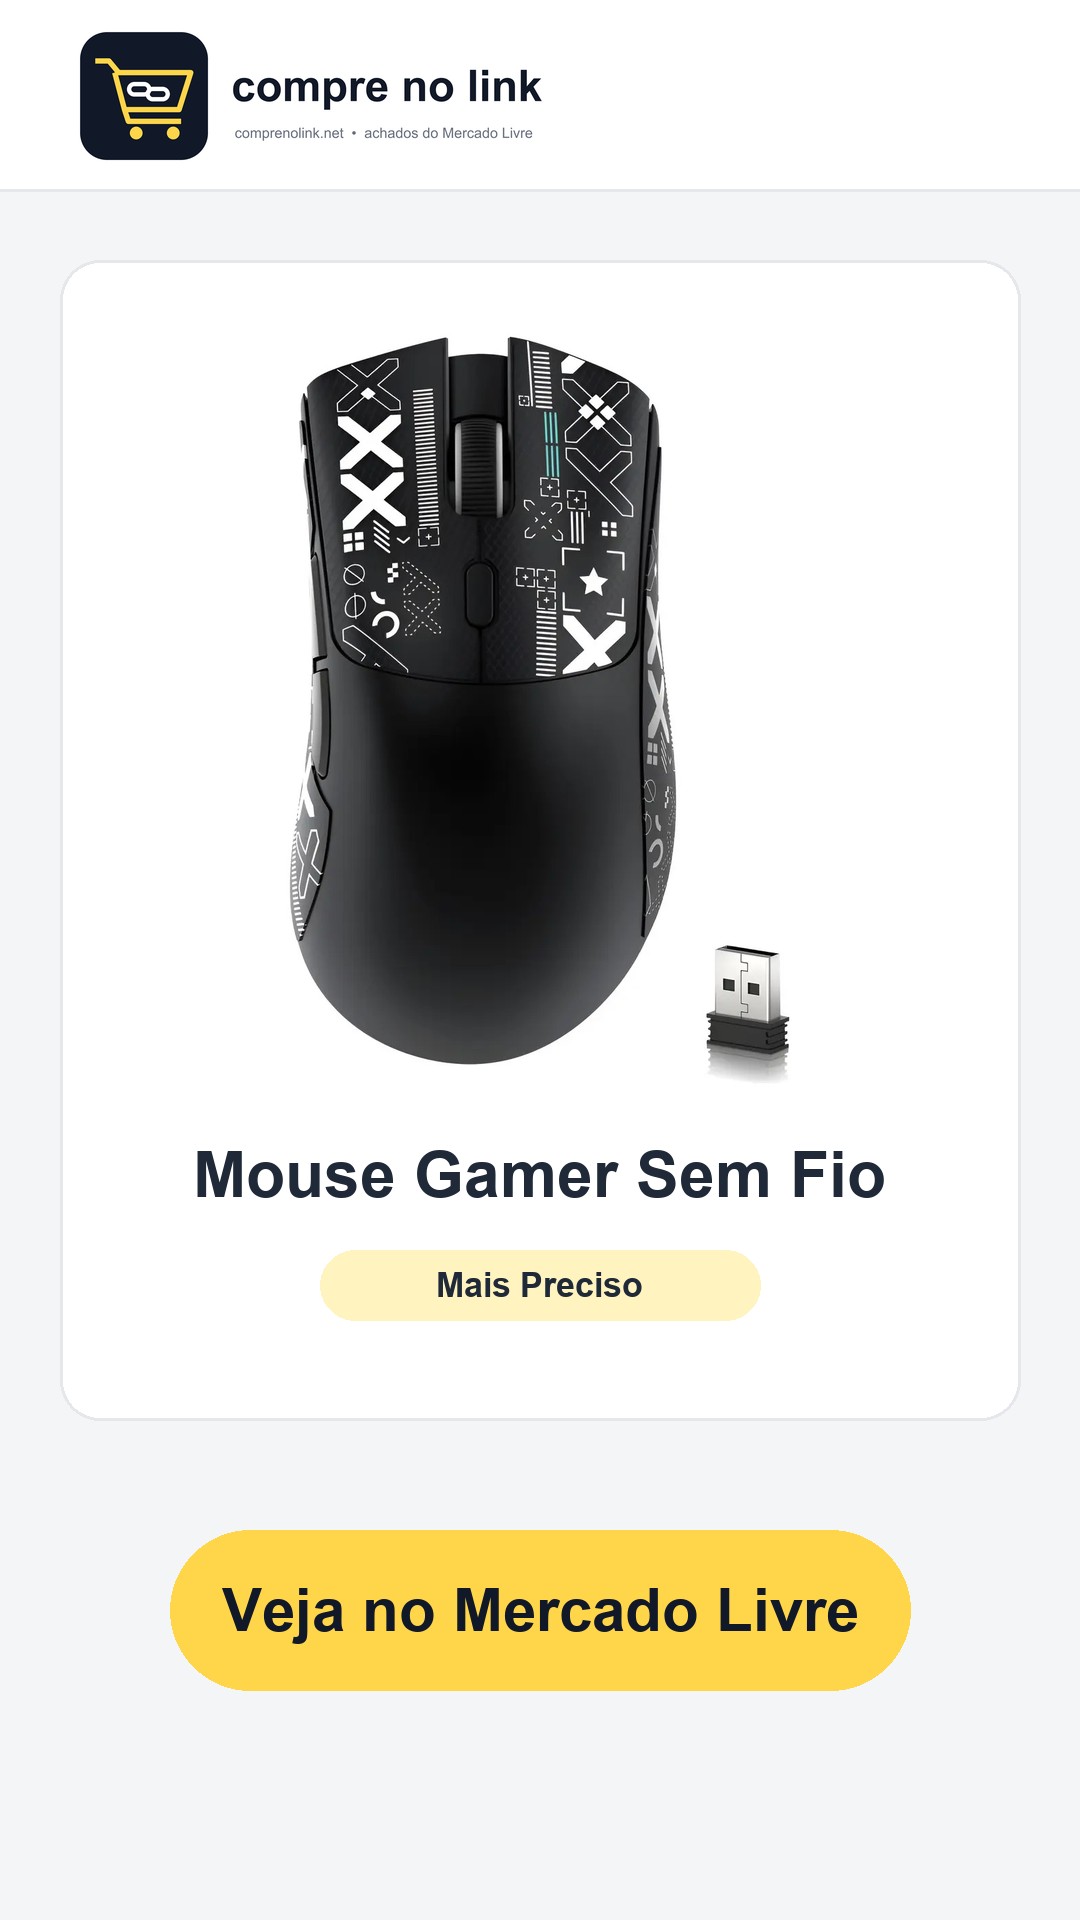 compre no link
comprenolink.net • achados do Mercado Livre
Mouse Gamer Sem Fio
Mais Preciso
Veja no Mercado Livre